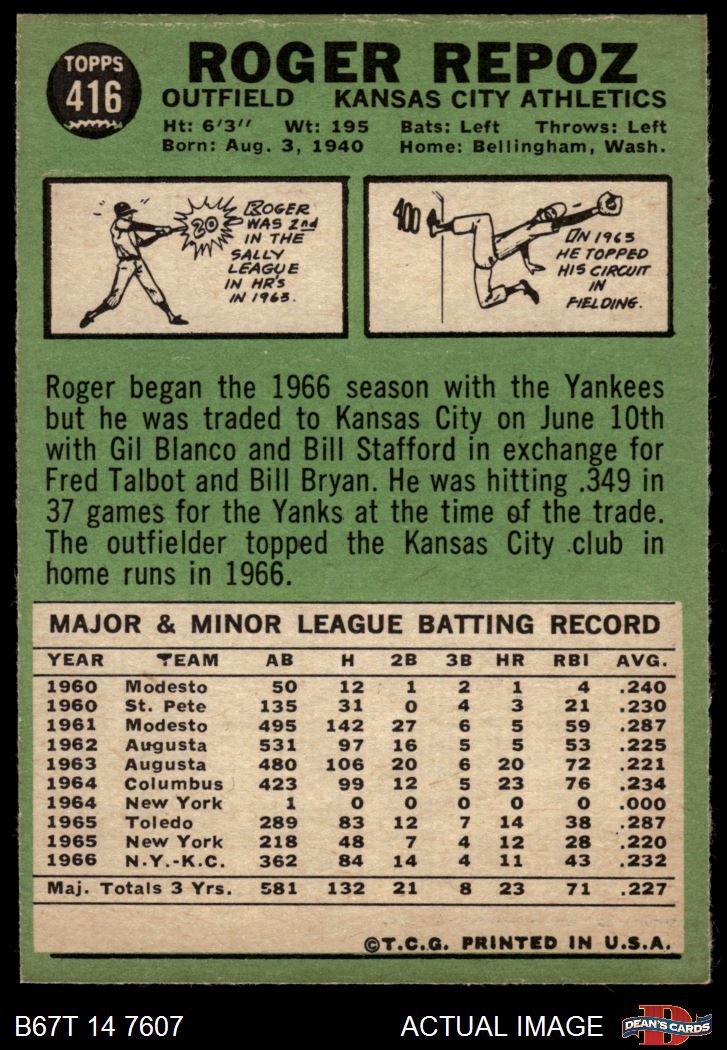 TOPPS
416
ROGER REPOZ
OUTFIELD KANSAS CITY ATHLETICS
Ht: 6'3" Wt: 195 Bats: Left Throws: Left
Born: Aug. 3, 1940 Home: Bellingham, Wash.
20
ROGER
WAS 2nd
IN THE
SALLY
LEAGUE
IN HR'S
IN 1963.
400
IN 1963
HE TOPPED
HIS CIRCUIT
IN
FIELDING.
Roger began the 1966 season with the Yankees
but he was traded to Kansas City on June 10th
with Gil Blanco and Bill Stafford in exchange for
Fred Talbot and Bill Bryan. He was hitting .349 in
37 games for the Yanks at the time of the trade.
The outfielder topped the Kansas City club in
home runs in 1966.
MAJOR & MINOR LEAGUE BATTING RECORD
YEAR TEAM AB H 2B 3B HR RBI AVG.
1960 Modesto 50 12 1 2 1 4 .240
1960 St. Pete 135 31 0 4 3 21 .230
1961 Modesto 495 142 27 6 5 59 .287
1962 Augusta 531 97 16 5 5 53 .225
1963 Augusta 480 106 20 6 20 72 .221
1964 Columbus 423 99 12 5 23 76 .234
1964 New York 1 0 0 0 0 0 .000
1965 Toledo 289 83 12 7 14 38 .287
1965 New York 218 48 7 4 12 28 .220
1966 N.Y.-K.C. 362 84 14 4 11 43 .232
Maj. Totals 3 Yrs. 581 132 21 8 23 71 .227
©T.C.G. PRINTED IN U.S.A.
B67T 14 7607 ACTUAL IMAGE
D
DEAN'S CARDS